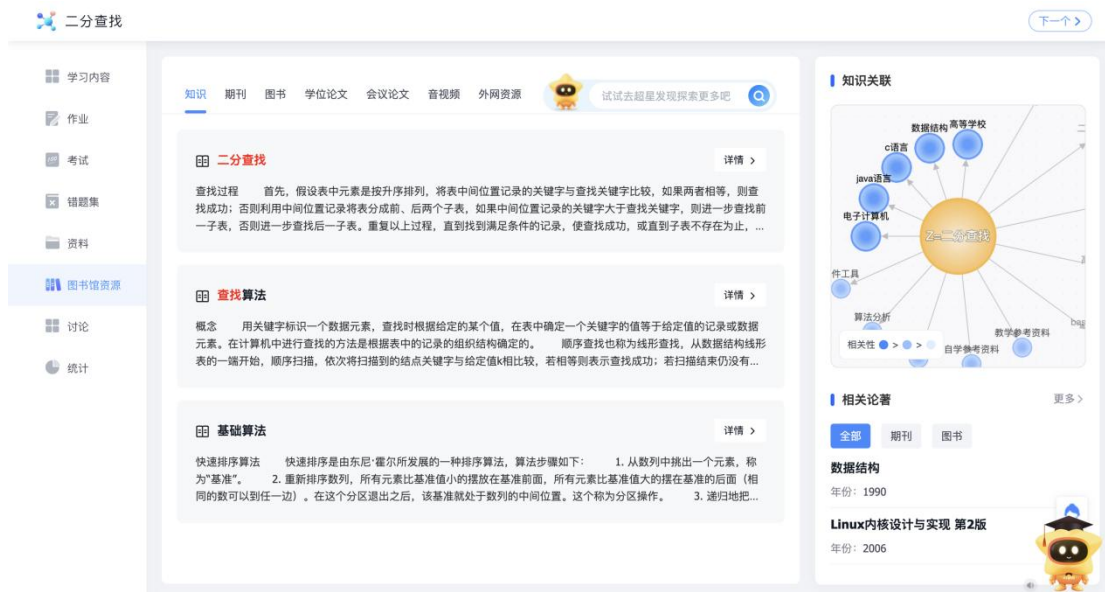 二分查找
下一个 >
学习内容
作业
考试
错题集
资料
图书馆资源
讨论
统计
知识 期刊 图书 学位论文 会议论文 音视频 外网资源
试试去超星发现探索更多吧
二分查找
详情 >
查找过程 首先，假设表中元素是按升序排列，将表中间位置记录的关键字与查找关键字比较，如果两者相等，则查
找成功；否则利用中间位置记录将表分成前、后两个子表，如果中间位置记录的关键字大于查找关键字，则进一步查找前
一子表，否则进一步查找后一子表。重复以上过程，直到找到满足条件的记录，使查找成功，或直到子表不存在为止，...
查找算法
详情 >
概念 用关键字标识一个数据元素，查找时根据给定的某个值，在表中确定一个关键字的值等于给定值的记录或数据
元素。在计算机中进行查找的方法是根据表中的记录的组织结构确定的。 顺序查找也称为线形查找，从数据结构线形
表的一端开始，顺序扫描，依次将扫描到的结点关键字与给定值k相比较，若相等则表示查找成功；若扫描结束仍没有...
基础算法
详情 >
快速排序算法 快速排序是由东尼·霍尔所发展的一种排序算法，算法步骤如下： 1. 从数列中挑出一个元素，称
为“基准”。 2. 重新排序数列，所有元素比基准值小的摆放在基准前面，所有元素比基准值大的摆在基准的后面（相
同的数可以到任一边）。在这个分区退出之后，该基准就处于数列的中间位置。这个称为分区操作。 3. 递归地把...
知识关联
高等学校
数据结构
c语言
java语言
电子计算机
2=二分查找
件工具
算法分析
教学参考资料
自学参考资料
相关性 > >
相关论著
更多 >
全部 期刊 图书
数据结构
年份：1990
Linux内核设计与实现 第2版
年份：2006